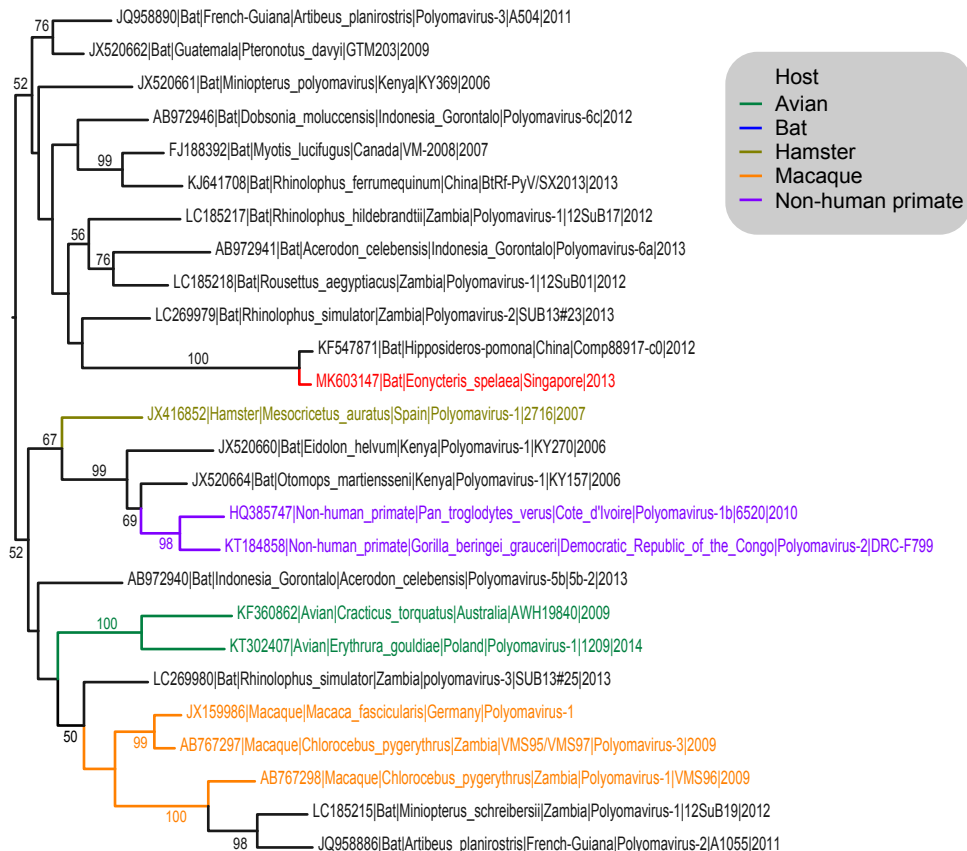 JQ958890|Bat|French-Guiana|Artibeus_planirostris|Polyomavirus-3|A504|2011
76
JX520662|Bat|Guatemala|Pteronotus_davyi|GTM203|2009
52
JX520661|Bat|Miniopterus_polyomavirus|Kenya|KY369|2006
AB972946|Bat|Dobsonia_moluccensis|Indonesia_Gorontalo|Polyomavirus-6c|2012
FJ188392|Bat|Myotis_lucifugus|Canada|VM-2008|2007
99
KJ641708|Bat|Rhinolophus_ferrumequinum|China|BtRf-PyV/SX2013|2013
LC185217|Bat|Rhinolophus_hildebrandtii|Zambia|Polyomavirus-1|12SuB17|2012
56
AB972941|Bat|Acerodon_celebensis|Indonesia_Gorontalo|Polyomavirus-6a|2013
76
LC185218|Bat|Rousettus_aegyptiacus|Zambia|Polyomavirus-1|12SuB01|2012
LC269979|Bat|Rhinolophus_simulator|Zambia|Polyomavirus-2|SUB13#23|2013
KF547871|Bat|Hipposideros-pomona|China|Comp88917-c0|2012
100
MK603147|Bat|Eonycteris_spelaea|Singapore|2013
JX416852|Hamster|Mesocricetus_auratus|Spain|Polyomavirus-1|2716|2007
67
JX520660|Bat|Eidolon_helvum|Kenya|Polyomavirus-1|KY270|2006
99
JX520664|Bat|Otomops_martiensseni|Kenya|Polyomavirus-1|KY157|2006
69
HQ385747|Non-human_primate|Pan_troglodytes_verus|Cote_d'Ivoire|Polyomavirus-1b|6520|2010
98
KT184858|Non-human_primate|Gorilla_beringei_graueri|Democratic_Republic_of_the_Congo|Polyomavirus-2|DRC-F799
52
AB972940|Bat|Indonesia_Gorontalo|Acerodon_celebensis|Polyomavirus-5b|5b-2|2013
KF360862|Avian|Cracticus_torquatus|Australia|AWH19840|2009
100
KT302407|Avian|Erythrura_gouldiae|Poland|Polyomavirus-1|1209|2014
LC269980|Bat|Rhinolophus_simulator|Zambia|polyomavirus-3|SUB13#25|2013
50
JX159986|Macaque|Macaca_fascicularis|Germany|Polyomavirus-1
99
AB767297|Macaque|Chlorocebus_pygerythrus|Zambia|VMS95/VMS97|Polyomavirus-3|2009
AB767298|Macaque|Chlorocebus_pygerythrus|Zambia|Polyomavirus-1|VMS96|2009
100
LC185215|Bat|Miniopterus_schreibersii|Zambia|Polyomavirus-1|12SuB19|2012
98
JQ958886|Bat|Artibeus_planirostris|French-Guiana|Polyomavirus-2|A1055|2011
Host
Avian
Bat
Hamster
Macaque
Non-human primate